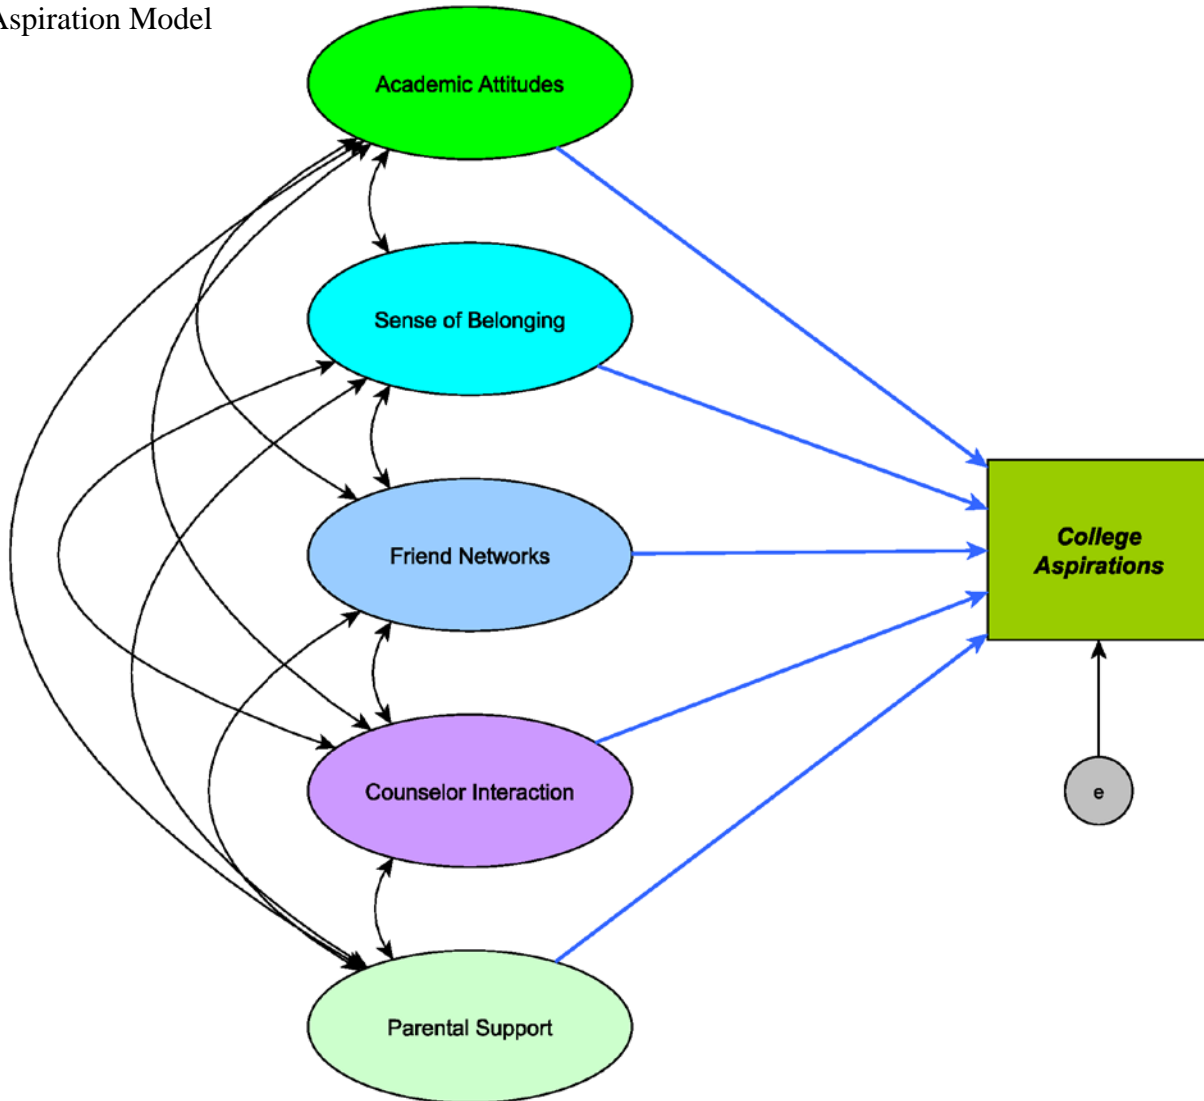 Aspiration Model
Academic Attitudes
Sense of Belonging
Friend Networks
College
Aspirations
Counselor Interaction
e
Parental Support